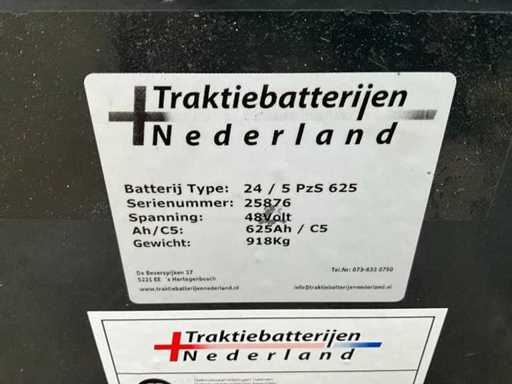 Traktiebatterijen
Nederland
Batterij Type: 24 / 5 PzS 625
Serienummer: 25876
Spanning: 48Volt
Ah/C5: 625Ah / C5
Gewicht: 918Kg
De Beverspijken 17
5221 EE 's Hertogenbosch
Tel.Nr: 073-631 0750
www.traktiebatterijennederland.nl
info@traktiebatterijennederland.nl
Traktiebatterijen
Nederland